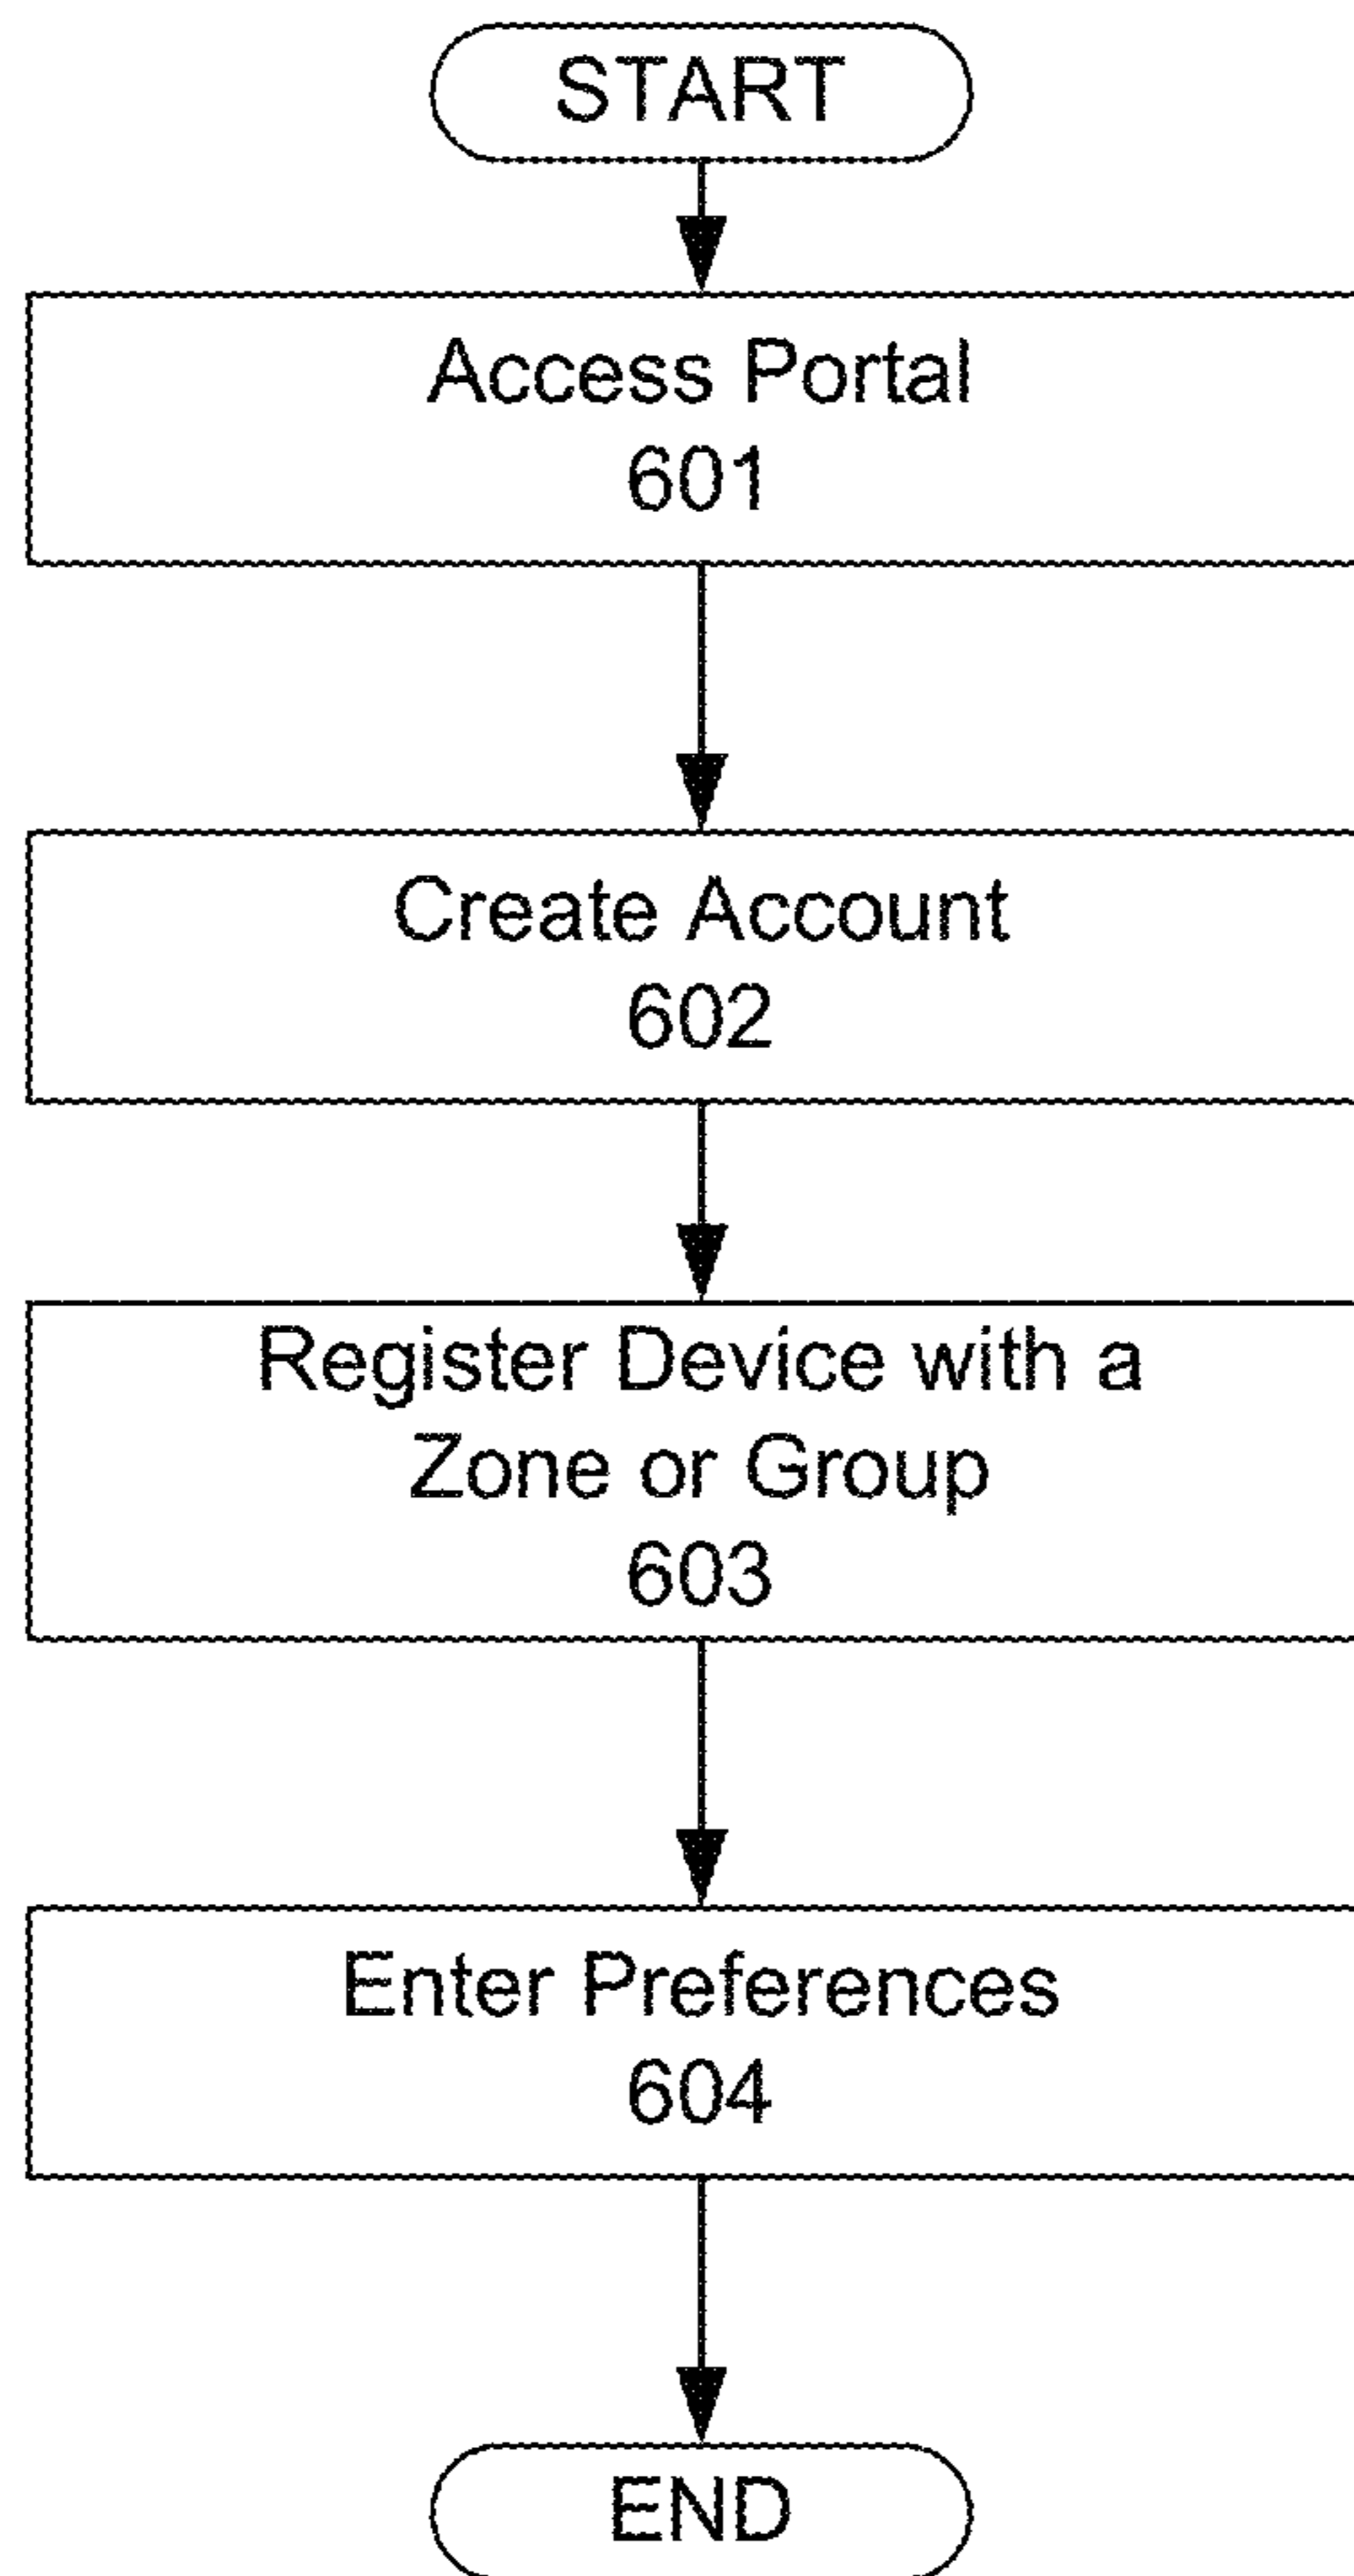 START
Access Portal
601
Create Account
602
Register Device with a
Zone or Group
603
Enter Preferences
604
END